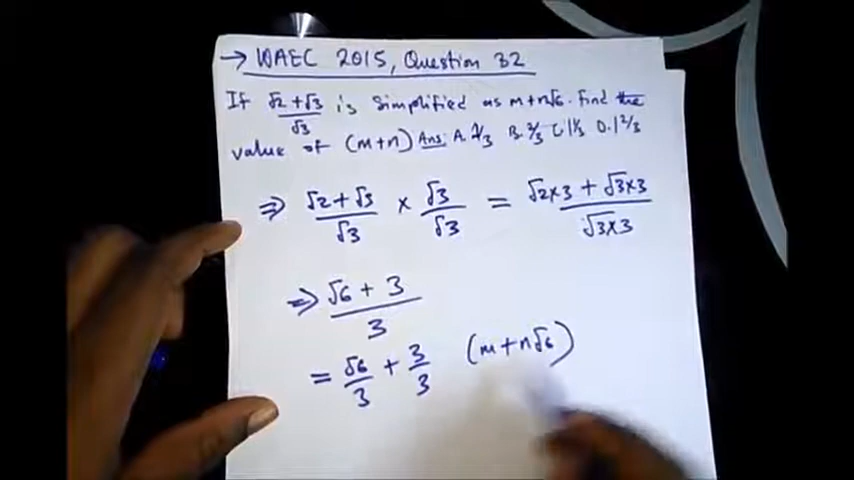 → WAEC 2015, Question 32
If (√2+√3)/√3 is simplified as m+n√6. Find the
value of (m+n) Ans: A. 1/3 B. 2/3 C 1 1/3 D. 1 2/3
⇒ (√2+√3)/√3 × √3/√3 = (√2×3 + √3×3)/√3×3
⇒ (√6 + 3)/3
= √6/3 + 3/3 (m+n√6)